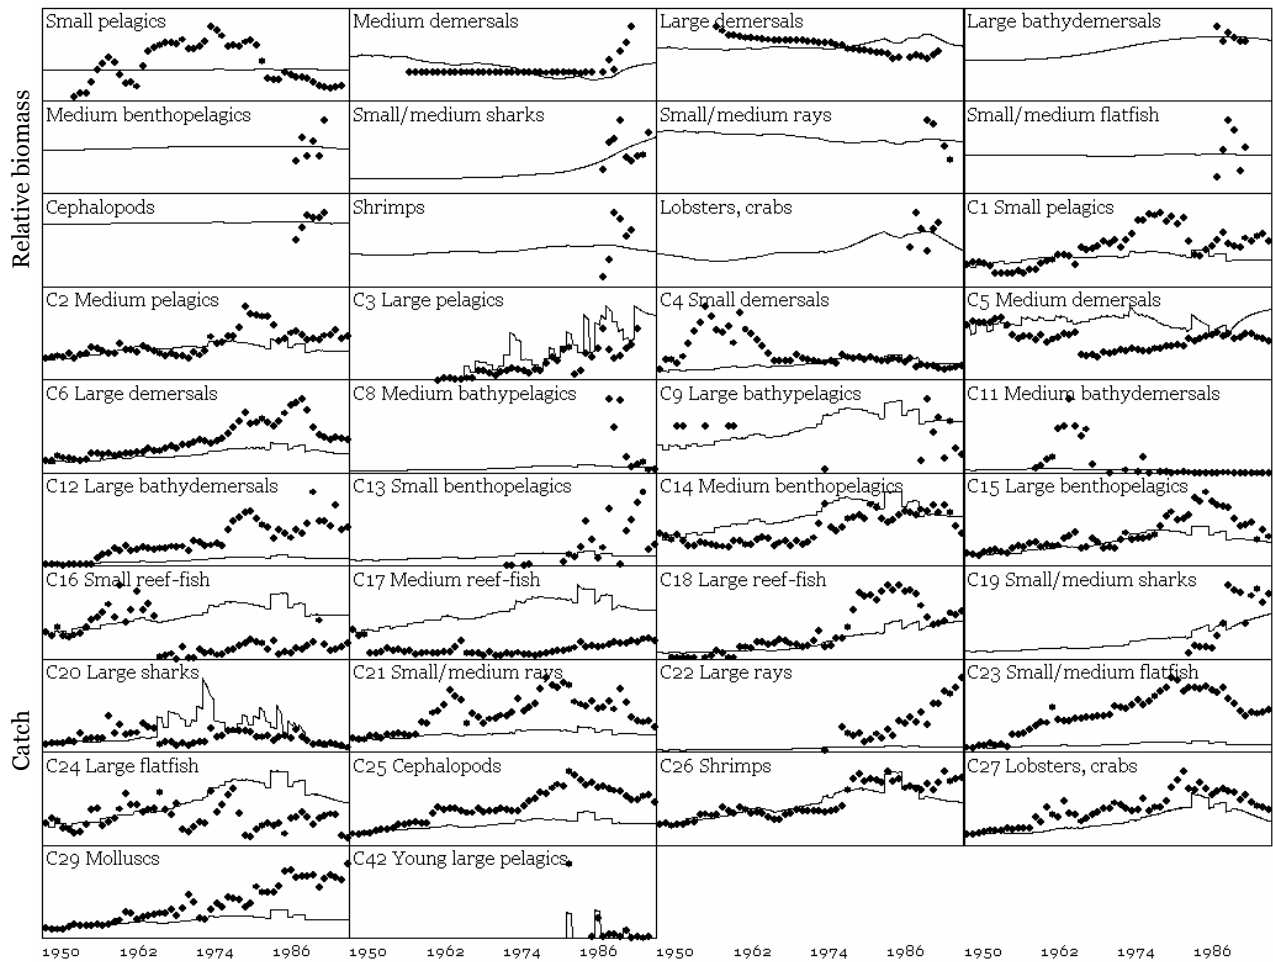 Relative biomass
Small pelagics
Medium demersals
Large demersals
Large bathydemersals
Medium benthopelagics
Small/medium sharks
Small/medium rays
Small/medium flatfish
Cephalopods
Shrimps
Lobsters, crabs
C1 Small pelagics
C2 Medium pelagics
C3 Large pelagics
C4 Small demersals
C5 Medium demersals
C6 Large demersals
C8 Medium bathypelagics
C9 Large bathypelagics
C11 Medium bathydemersals
C12 Large bathydemersals
C13 Small benthopelagics
C14 Medium benthopelagics
C15 Large benthopelagics
C16 Small reef-fish
C17 Medium reef-fish
C18 Large reef-fish
C19 Small/medium sharks
Catch
C20 Large sharks
C21 Small/medium rays
C22 Large rays
C23 Small/medium flatfish
C24 Large flatfish
C25 Cephalopods
C26 Shrimps
C27 Lobsters, crabs
C29 Molluscs
C42 Young large pelagics
1950 1962 1974 1986 1950 1962 1974 1986 1950 1962 1974 1986 1950 1962 1974 1986